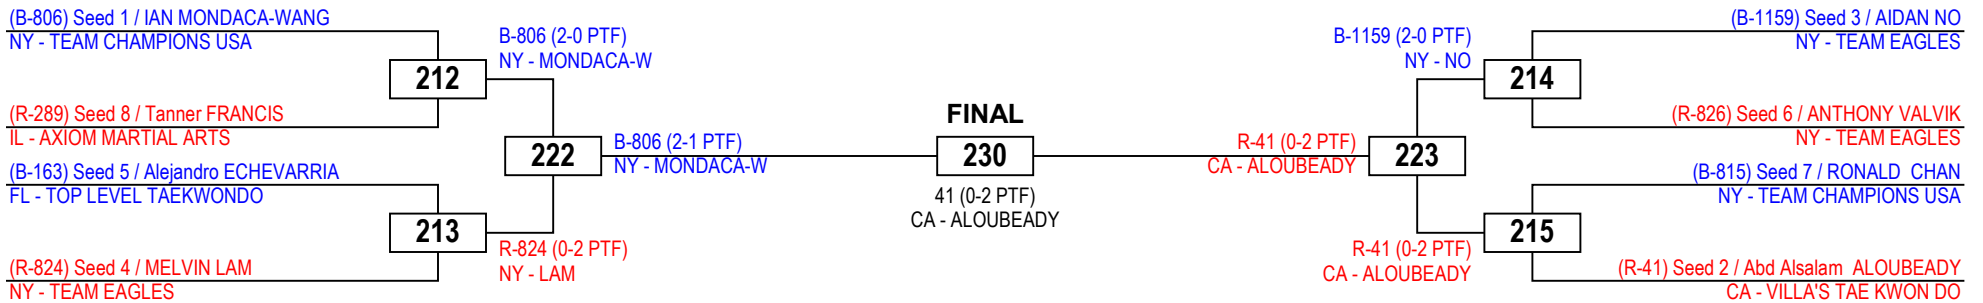 (B-806) Seed 1 / IAN MONDACA-WANG
NY - TEAM CHAMPIONS USA
212
(R-289) Seed 8 / Tanner FRANCIS
IL - AXIOM MARTIAL ARTS
B-806 (2-0 PTF)
NY - MONDACA-W
222
(B-163) Seed 5 / Alejandro ECHEVARRIA
FL - TOP LEVEL TAEKWONDO
213
(R-824) Seed 4 / MELVIN LAM
NY - TEAM EAGLES
R-824 (0-2 PTF)
NY - LAM
B-806 (2-1 PTF)
NY - MONDACA-W
FINAL
230
41 (0-2 PTF)
CA - ALOUBEADY
R-41 (0-2 PTF)
CA - ALOUBEADY
223
B-1159 (2-0 PTF)
NY - NO
214
(B-1159) Seed 3 / AIDAN NO
NY - TEAM EAGLES
(R-826) Seed 6 / ANTHONY VALVIK
NY - TEAM EAGLES
(B-815) Seed 7 / RONALD  CHAN
NY - TEAM CHAMPIONS USA
215
R-41 (0-2 PTF)
CA - ALOUBEADY
(R-41) Seed 2 / Abd Alsalam  ALOUBEADY
CA - VILLA'S TAE KWON DO